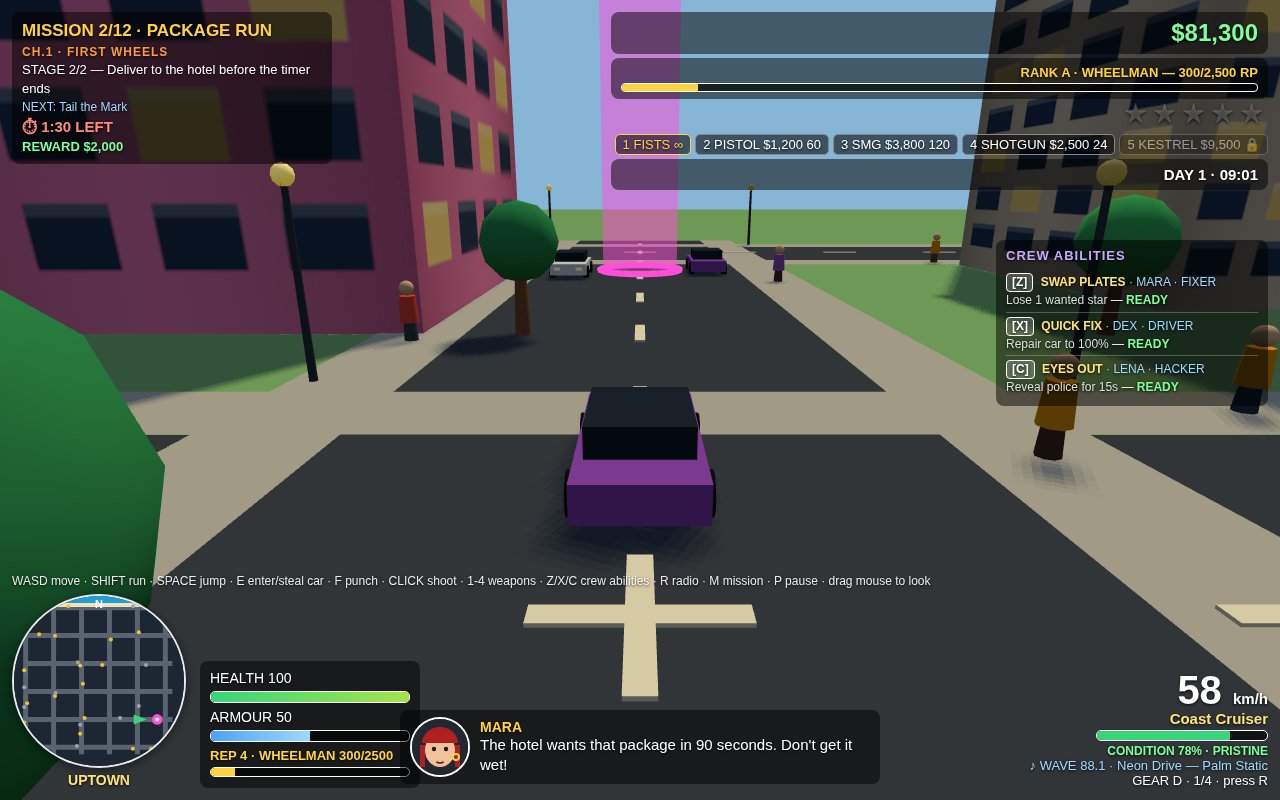 MISSION 2/12 · PACKAGE RUN
CH.1 · FIRST WHEELS
STAGE 2/2 — Deliver to the hotel before the timer
ends
NEXT: Tail the Mark
⏱ 1:30 LEFT
REWARD $2,000
$81,300
RANK A · WHEELMAN — 300/2,500 RP
★★★★★
1 FISTS ∞ 2 PISTOL $1,200 60 3 SMG $3,800 120 4 SHOTGUN $2,500 24 5 KESTREL $9,500 🔒
DAY 1 · 09:01
CREW ABILITIES
[Z] SWAP PLATES · MARA · FIXER
Lose 1 wanted star — READY
[X] QUICK FIX · DEX · DRIVER
Repair car to 100% — READY
[C] EYES OUT · LENA · HACKER
Reveal police for 15s — READY
WASD move · SHIFT run · SPACE jump · E enter/steal car · F punch · CLICK shoot · 1-4 weapons · Z/X/C crew abilities · R radio · M mission · P pause · drag mouse to look
N
UPTOWN
HEALTH 100
ARMOUR 50
REP 4 · WHEELMAN 300/2500
MARA
The hotel wants that package in 90 seconds. Don't get it
wet!
58 km/h
Coast Cruiser
CONDITION 78% · PRISTINE
♪ WAVE 88.1 · Neon Drive — Palm Static
GEAR D · 1/4 · press R